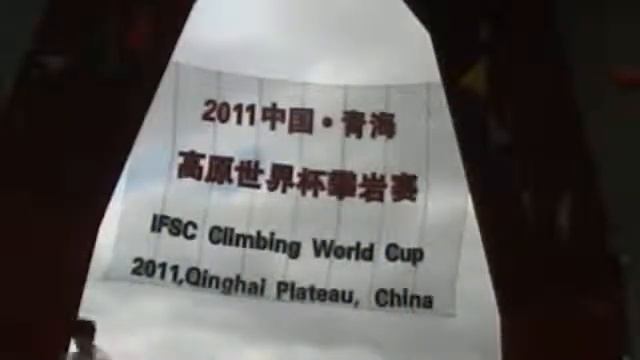 2011中国·青海
高原世界杯攀岩赛
IFSC Climbing World Cup
2011,Qinghai Plateau, China